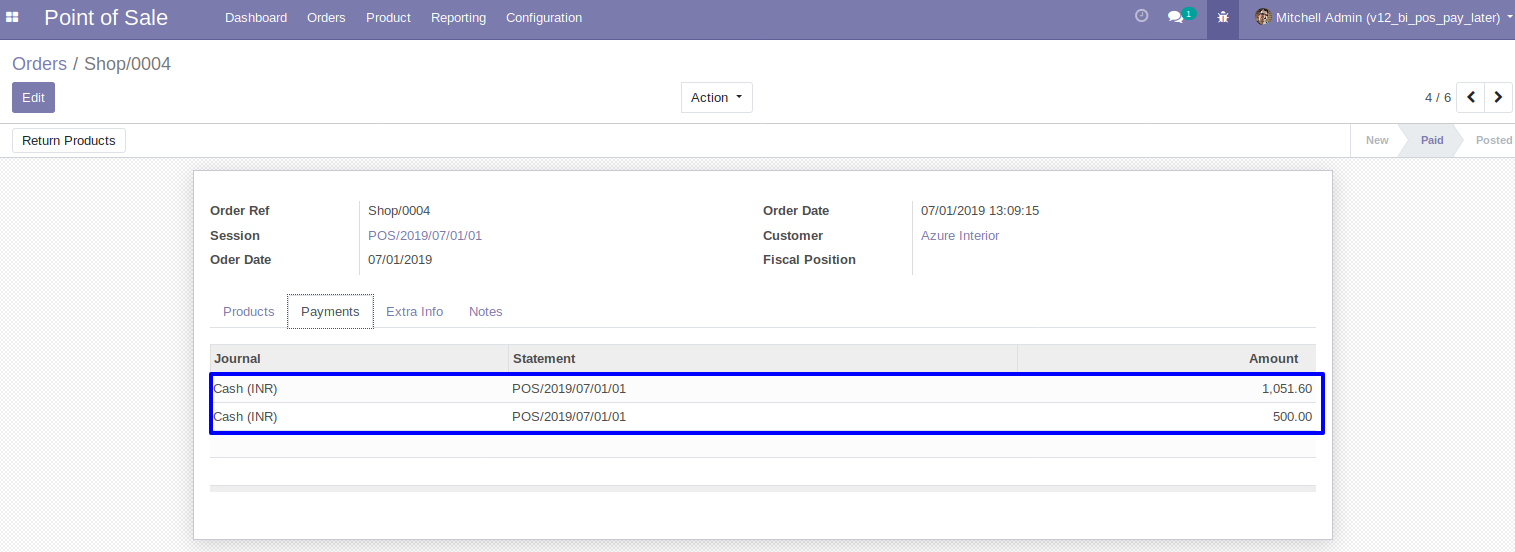 Point of Sale Dashboard Orders Product Reporting Configuration 1 Mitchell Admin (v12_bi_pos_pay_later)
Orders / Shop/0004
Edit Action 4 / 6
Return Products New Paid Posted
Order Ref Shop/0004 Order Date 07/01/2019 13:09:15
Session POS/2019/07/01/01 Customer Azure Interior
Oder Date 07/01/2019 Fiscal Position
Products Payments Extra Info Notes
Journal Statement Amount
Cash (INR) POS/2019/07/01/01 1,051.60
Cash (INR) POS/2019/07/01/01 500.00